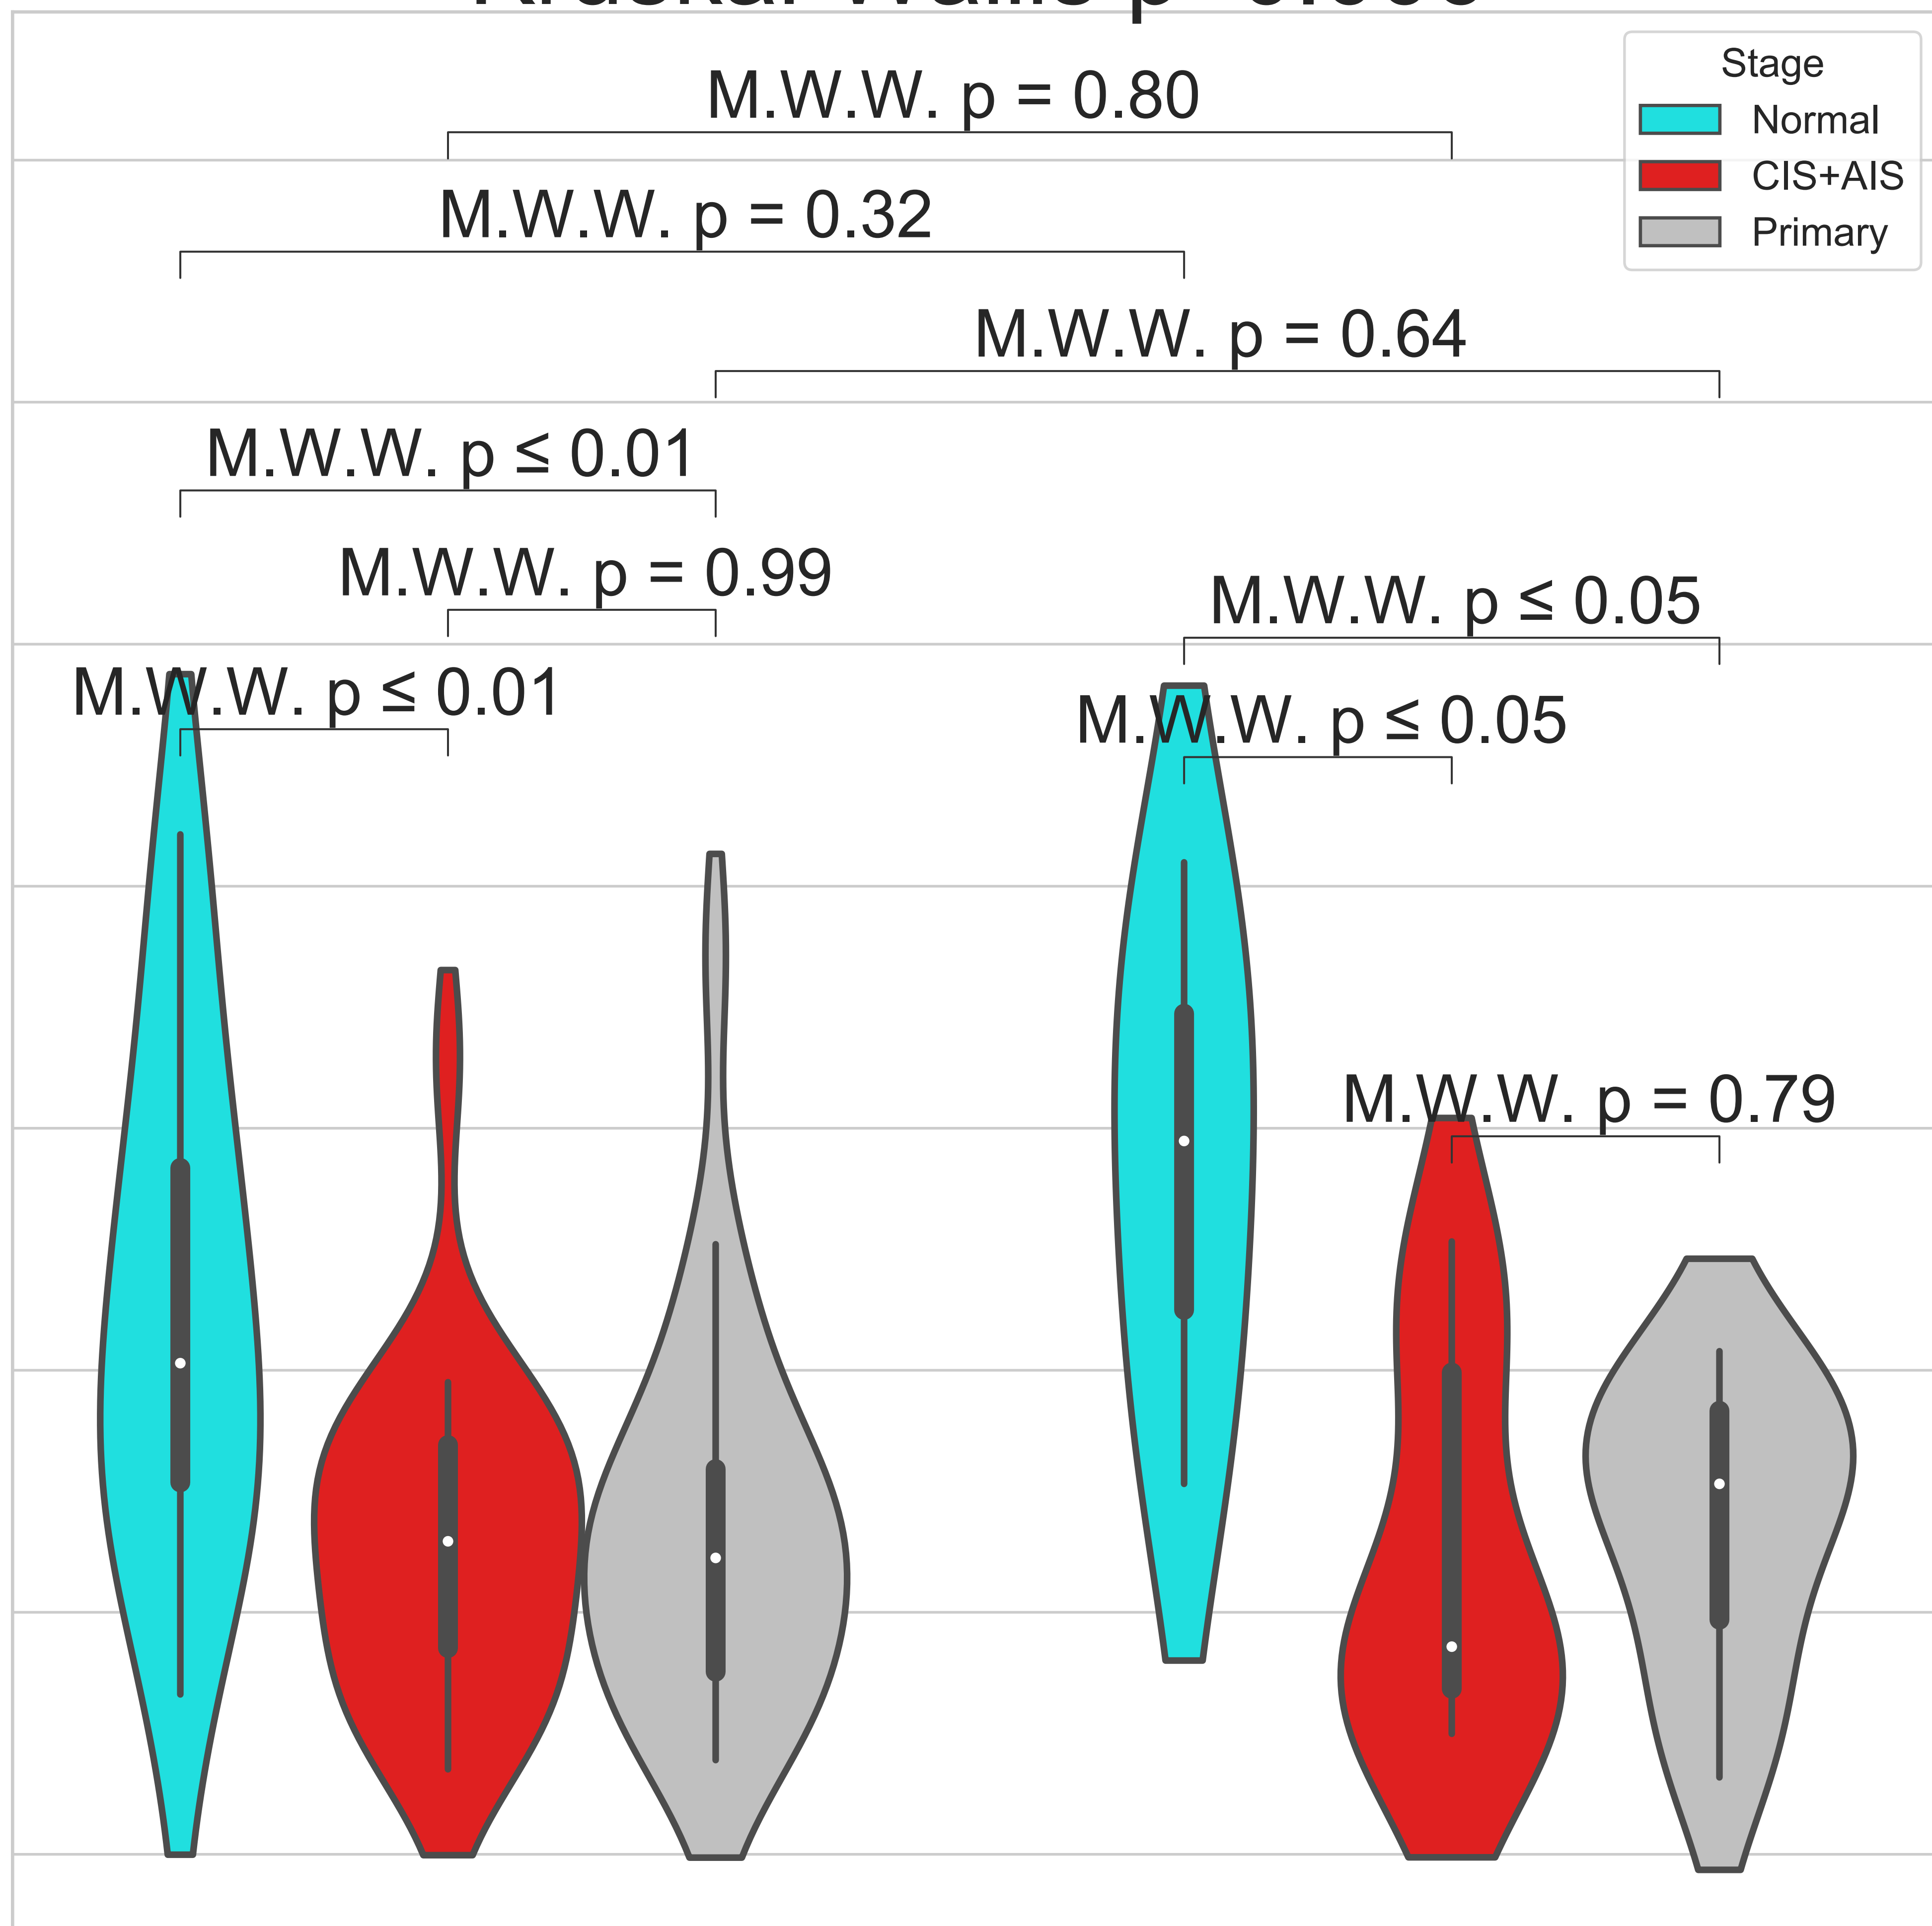 M.W.W. p = 0.80
Stage
Normal
CIS+AIS
Primary
M.W.W. p = 0.32
M.W.W. p = 0.64
M.W.W. p ≤ 0.01
M.W.W. p = 0.99
M.W.W. p ≤ 0.05
M.W.W. p ≤ 0.01
M.W.W. p ≤ 0.05
M.W.W. p = 0.79